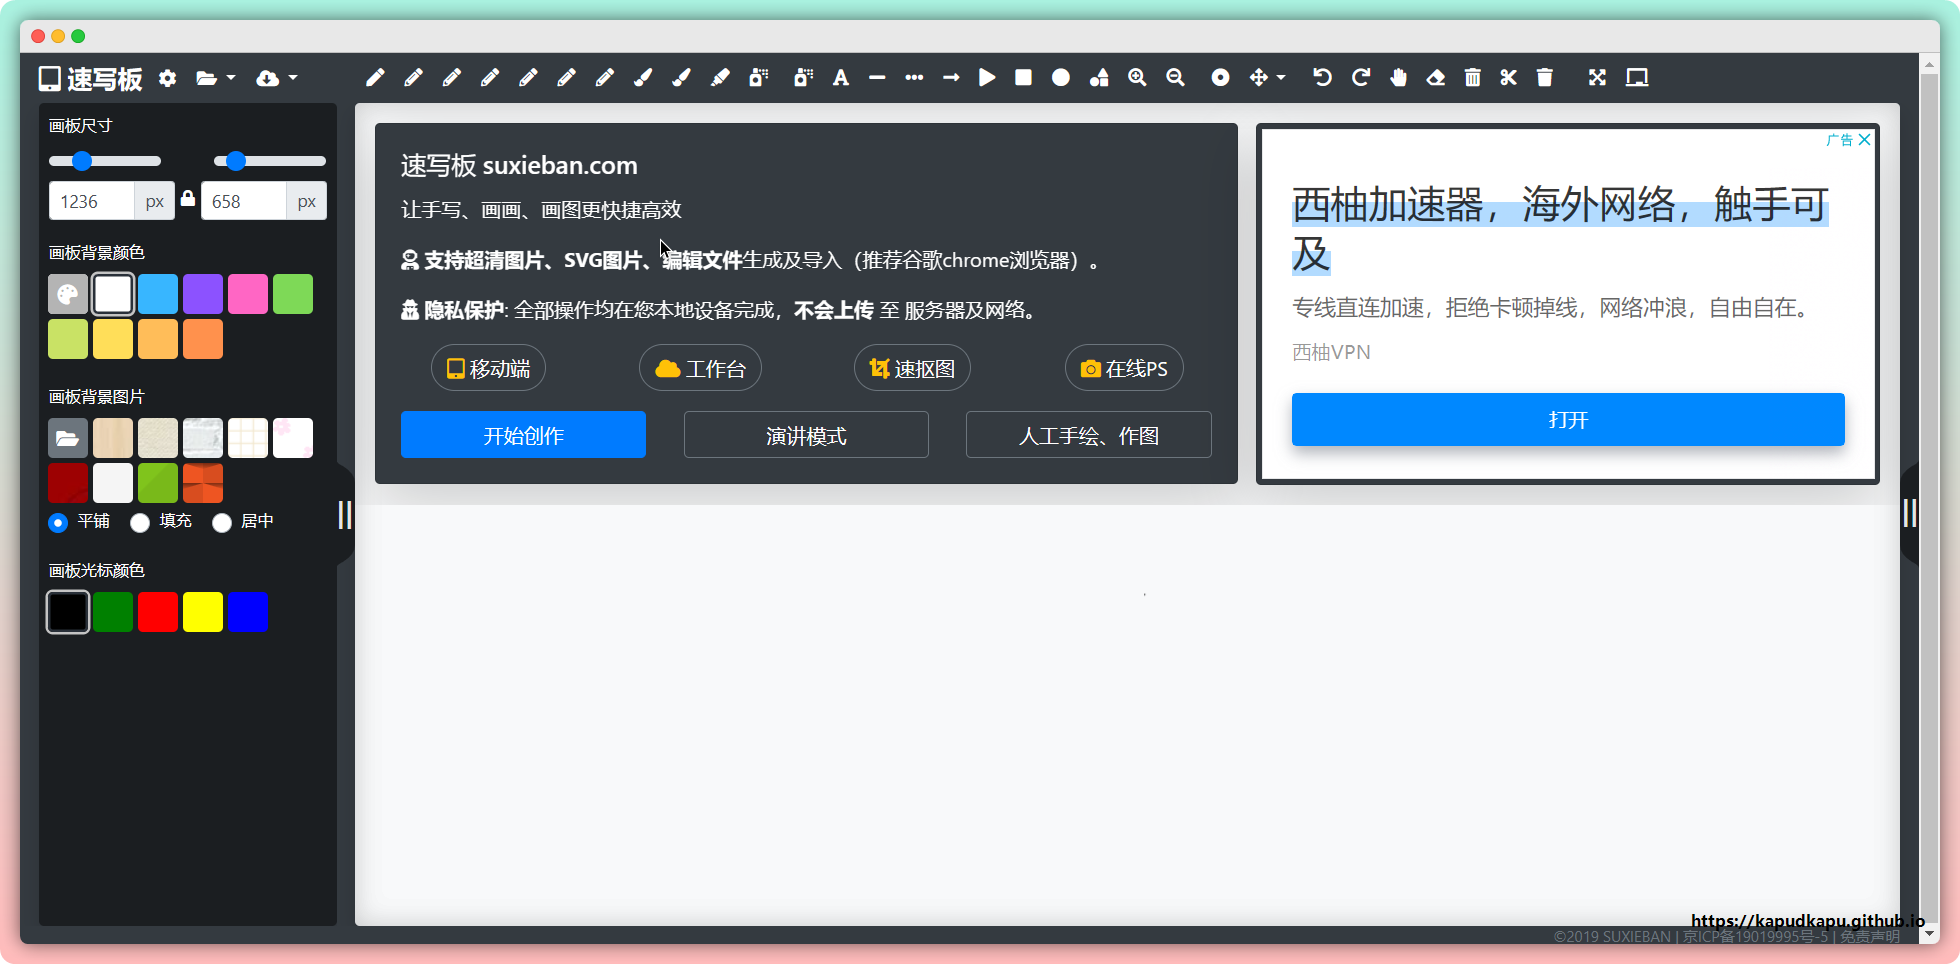 速写板
画板尺寸
1236 px 658 px
画板背景颜色
画板背景图片
平铺 填充 居中
画板光标颜色
速写板 suxieban.com
让手写、画画、画图更快捷高效
支持超清图片、SVG图片、编辑文件生成及导入（推荐谷歌chrome浏览器）。
隐私保护: 全部操作均在您本地设备完成，不会上传 至 服务器及网络。
移动端 工作台 速抠图 在线PS
开始创作 演讲模式 人工手绘、作图
广告
西柚加速器，海外网络，触手可
及
专线直连加速，拒绝卡顿掉线，网络冲浪，自由自在。
西柚VPN
打开
https://kapudkapu.github.io
©2019 SUXIEBAN | 京ICP备19019995号-5 | 免责声明